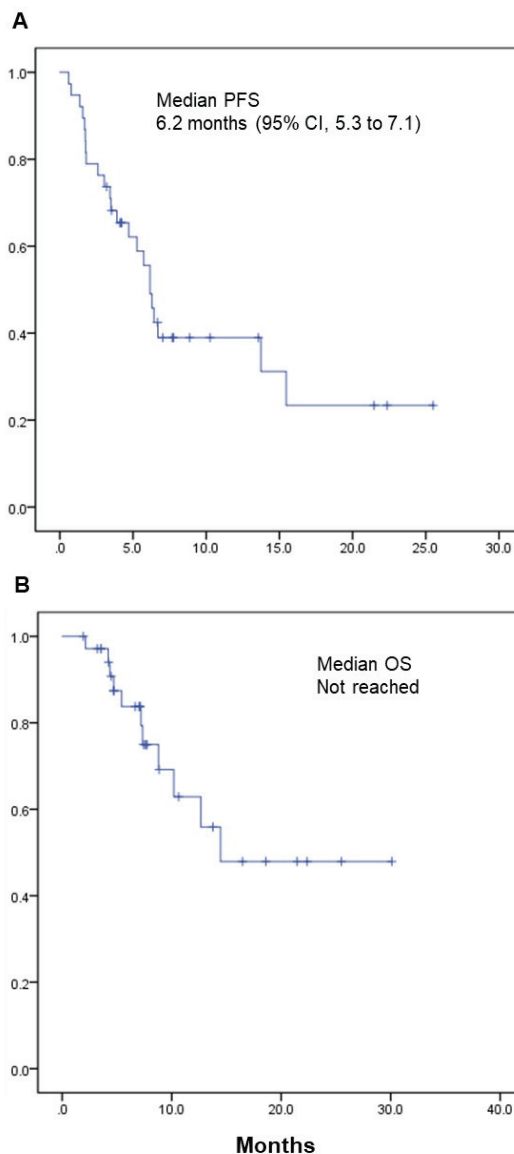 A
1.0
0.8
0.6
0.4
0.2
0.0
Median PFS
6.2 months (95% CI, 5.3 to 7.1)
.0 5.0 10.0 15.0 20.0 25.0 30.0
B
1.0
0.8
0.6
0.4
0.2
0.0
Median OS
Not reached
.0 10.0 20.0 30.0 40.0
Months